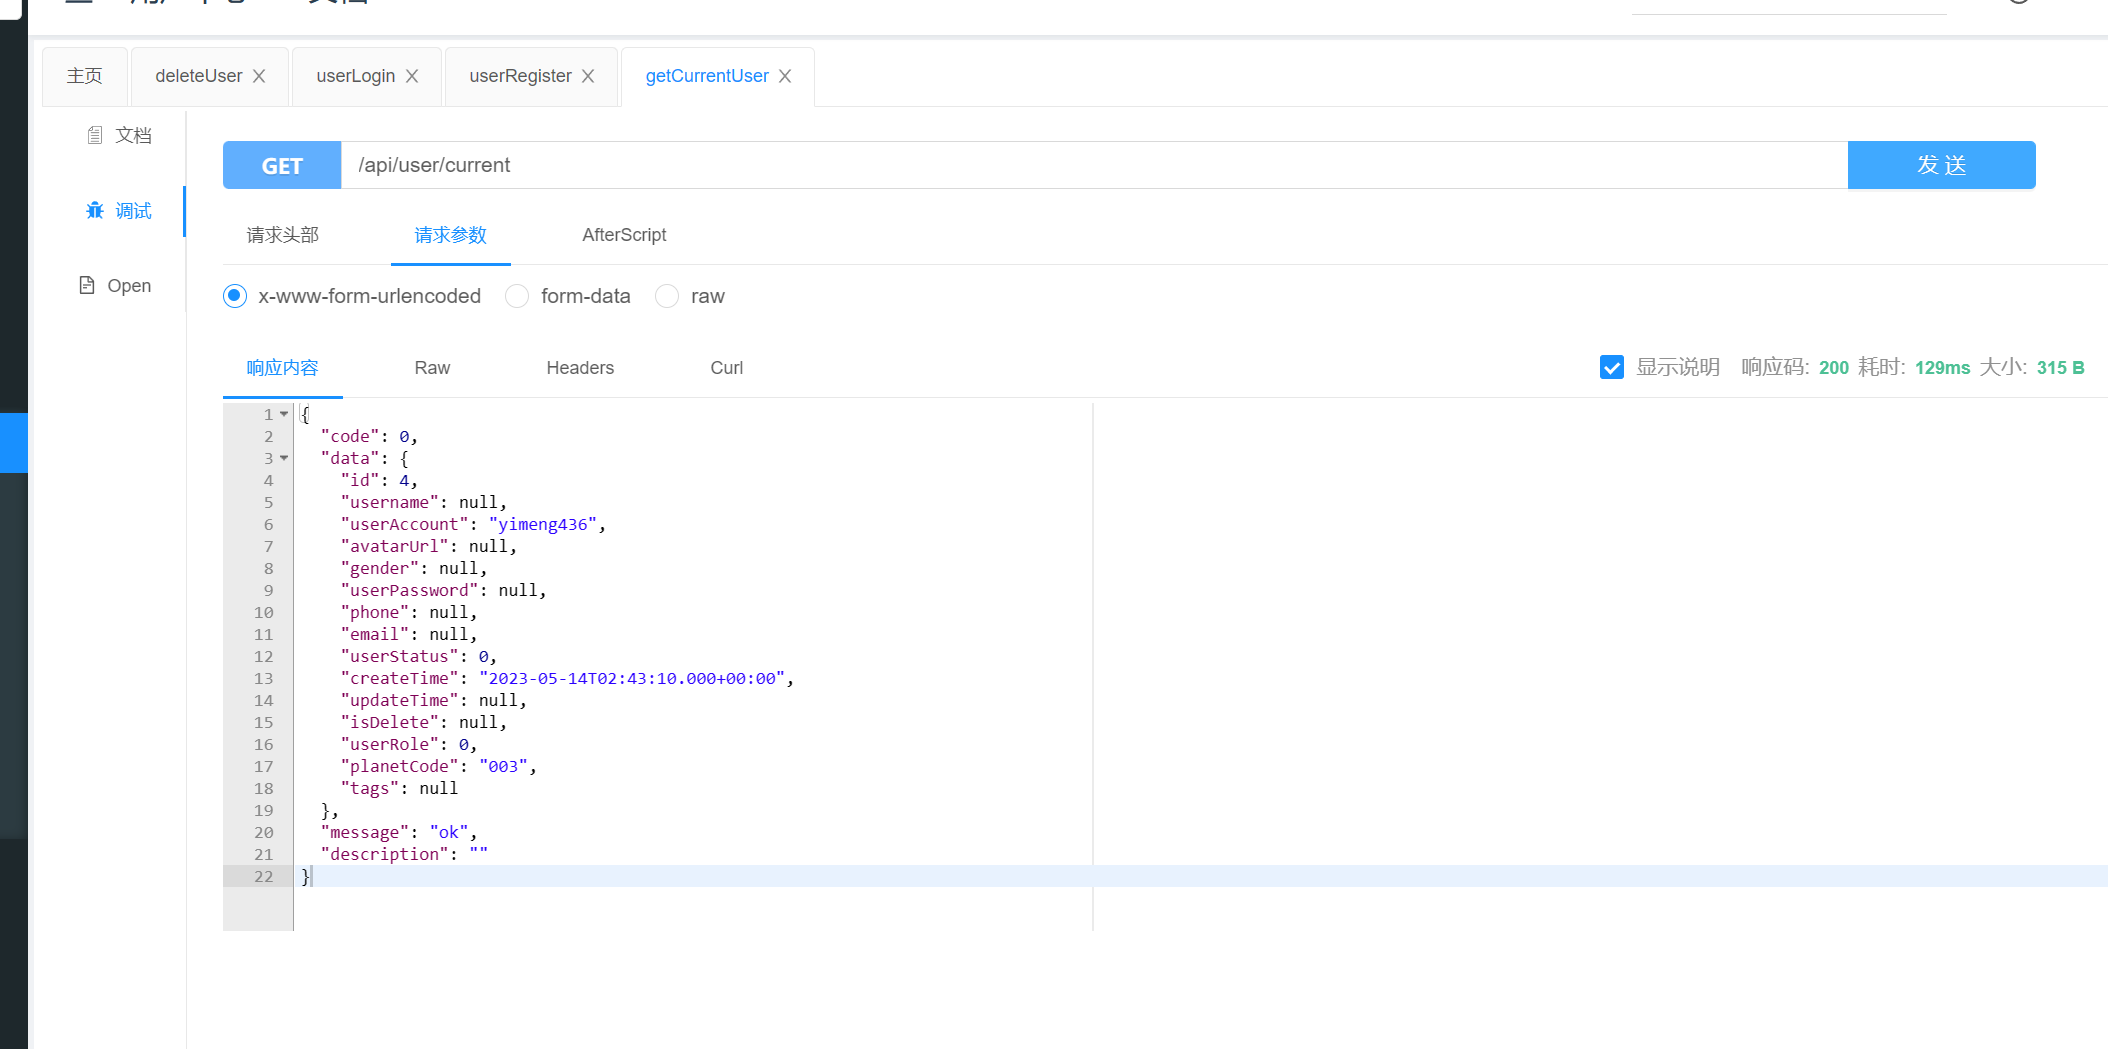 主页 deleteUser userLogin userRegister getCurrentUser
文档
调试
Open
GET /api/user/current 发 送
请求头部 请求参数 AfterScript
x-www-form-urlencoded form-data raw
响应内容 Raw Headers Curl 显示说明 响应码: 200 耗时: 129ms 大小: 315 B
1 {
2 "code": 0,
3 "data": {
4 "id": 4,
5 "username": null,
6 "userAccount": "yimeng436",
7 "avatarUrl": null,
8 "gender": null,
9 "userPassword": null,
10 "phone": null,
11 "email": null,
12 "userStatus": 0,
13 "createTime": "2023-05-14T02:43:10.000+00:00",
14 "updateTime": null,
15 "isDelete": null,
16 "userRole": 0,
17 "planetCode": "003",
18 "tags": null
19 },
20 "message": "ok",
21 "description": ""
22 }